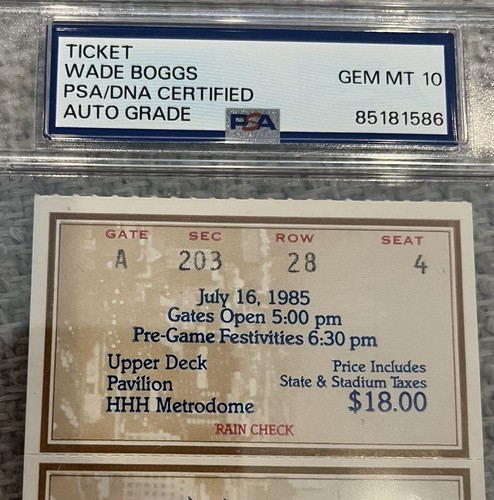 TICKET
WADE BOGGS GEM MT 10
PSA/DNA CERTIFIED
AUTO GRADE PSA 85181586
GATE SEC ROW SEAT
A 203 28 4
July 16, 1985
Gates Open 5:00 pm
Pre-Game Festivities 6:30 pm
Upper Deck Price Includes
Pavilion State & Stadium Taxes
HHH Metrodome $18.00
RAIN CHECK